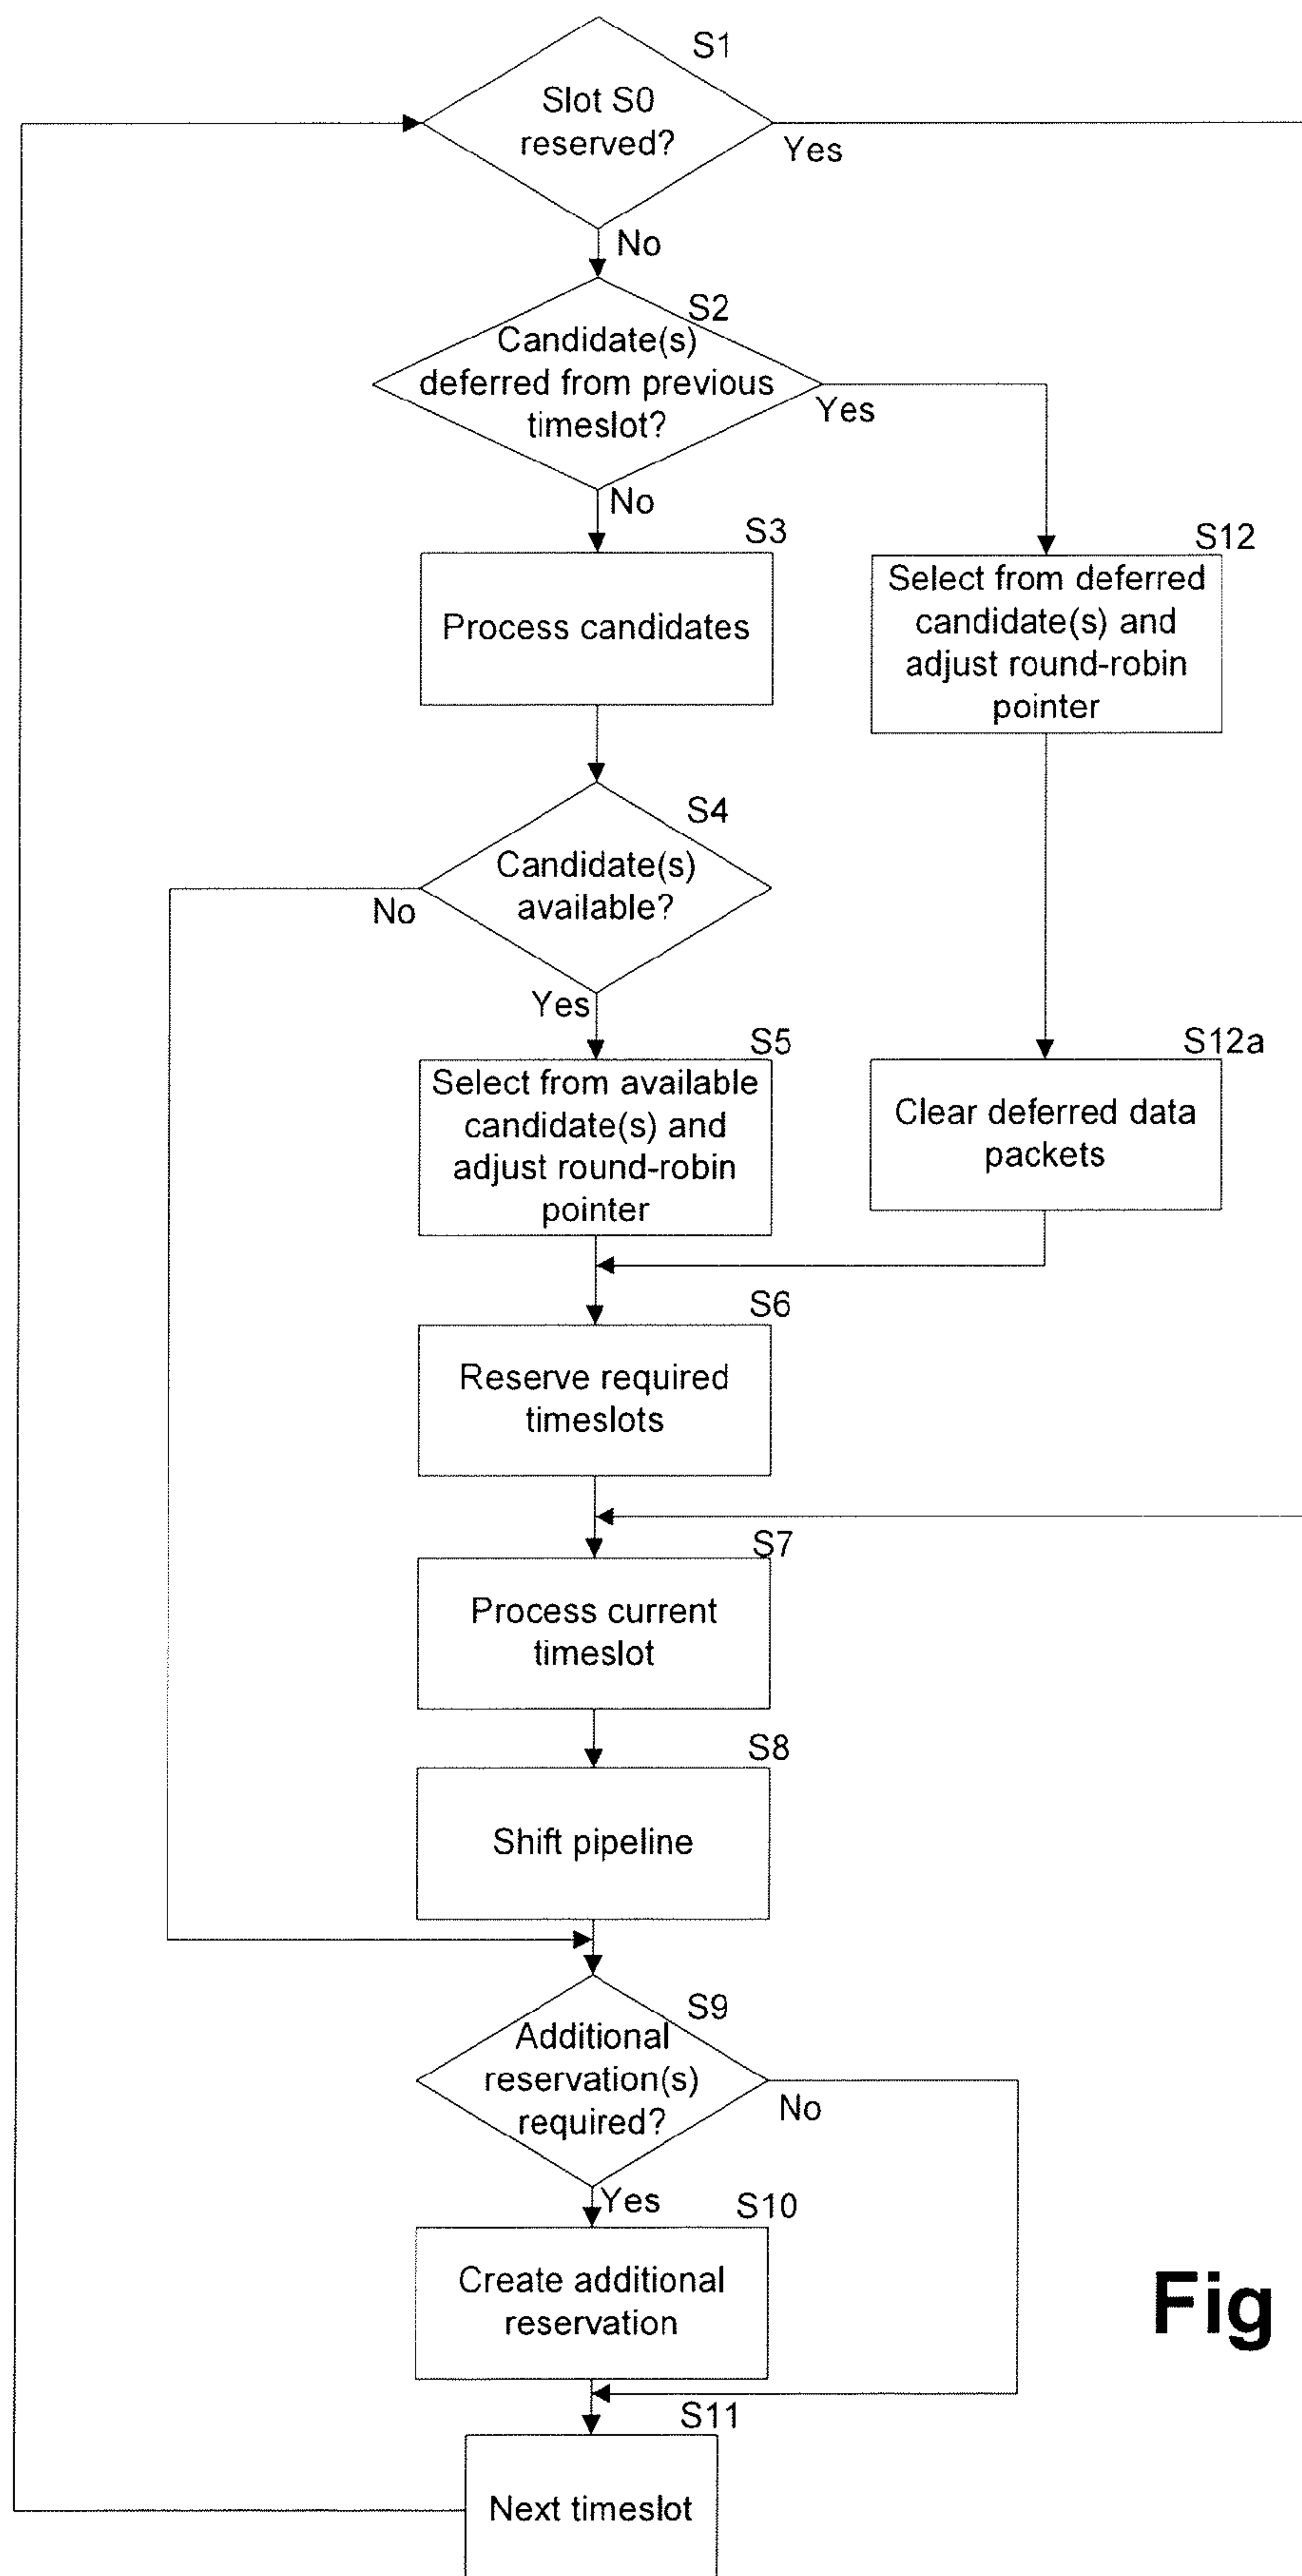 S1
Slot S0
reserved?
Yes
No
S2
Candidate(s)
deferred from previous
timeslot?
Yes
No
S3
Process candidates
S12
Select from deferred
candidate(s) and
adjust round-robin
pointer
S4
Candidate(s)
available?
No
Yes
S5
Select from available
candidate(s) and
adjust round-robin
pointer
S12a
Clear deferred data
packets
S6
Reserve required
timeslots
S7
Process current
timeslot
S8
Shift pipeline
S9
Additional
reservation(s)
required?
No
Yes
S10
Create additional
reservation
Fig
S11
Next timeslot